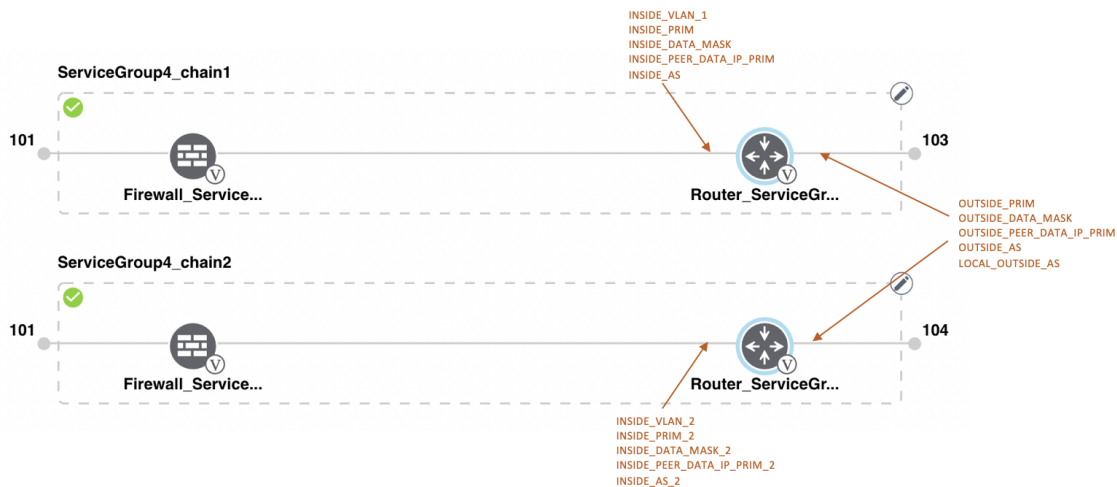 INSIDE_VLAN_1
INSIDE_PRIM
INSIDE_DATA_MASK
INSIDE_PEER_DATA_IP_PRIM
INSIDE_AS
ServiceGroup4_chain1
101
103
V
V
Firewall_Service...
Router_ServiceGr...
OUTSIDE_PRIM
OUTSIDE_DATA_MASK
OUTSIDE_PEER_DATA_IP_PRIM
OUTSIDE_AS
LOCAL_OUTSIDE_AS
ServiceGroup4_chain2
101
104
V
V
Firewall_Service...
Router_ServiceGr...
INSIDE_VLAN_2
INSIDE_PRIM_2
INSIDE_DATA_MASK_2
INSIDE_PEER_DATA_IP_PRIM_2
INSIDE_AS_2